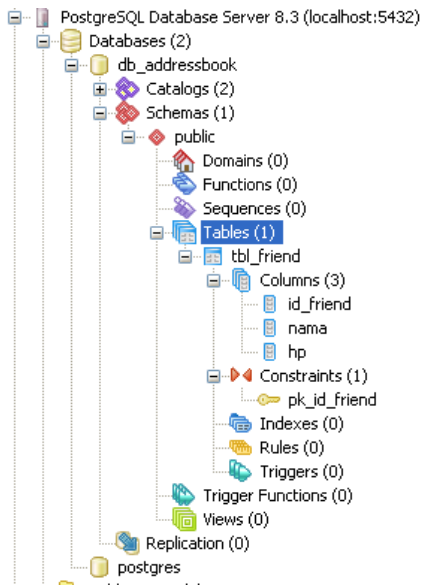 PostgreSQL Database Server 8.3 (localhost:5432)
Databases (2)
db_addressbook
Catalogs (2)
Schemas (1)
public
Domains (0)
Functions (0)
Sequences (0)
Tables (1)
tbl_friend
Columns (3)
id_friend
nama
hp
Constraints (1)
pk_id_friend
Indexes (0)
Rules (0)
Triggers (0)
Trigger Functions (0)
Views (0)
Replication (0)
postgres